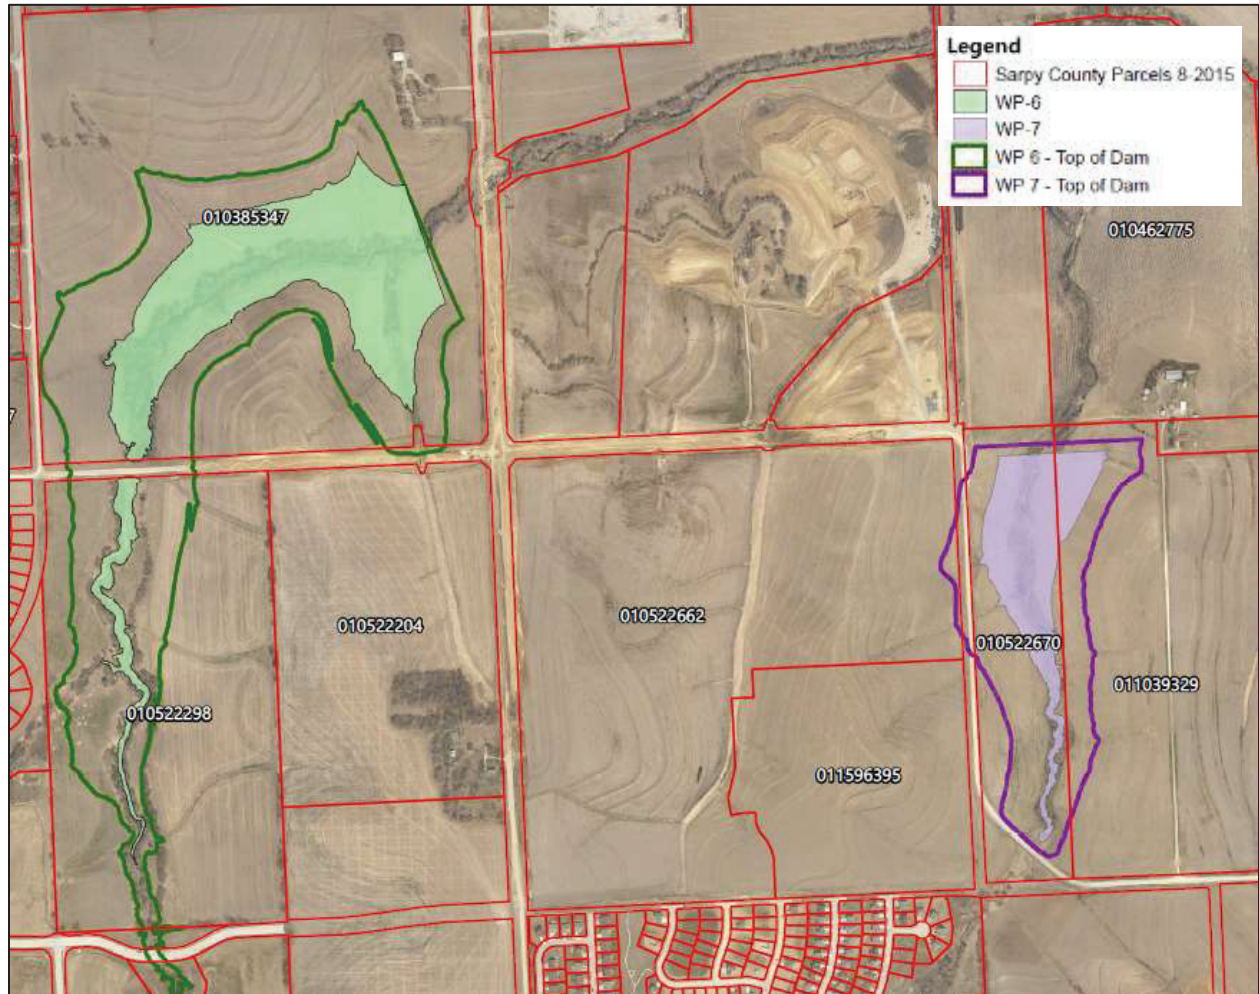 Legend
Sarpy County Parcels 8-2015
WP-6
WP-7
WP 6 - Top of Dam
WP 7 - Top of Dam
010385347
010462775
010522204
010522662
010522670
011039329
010522298
011596395
7